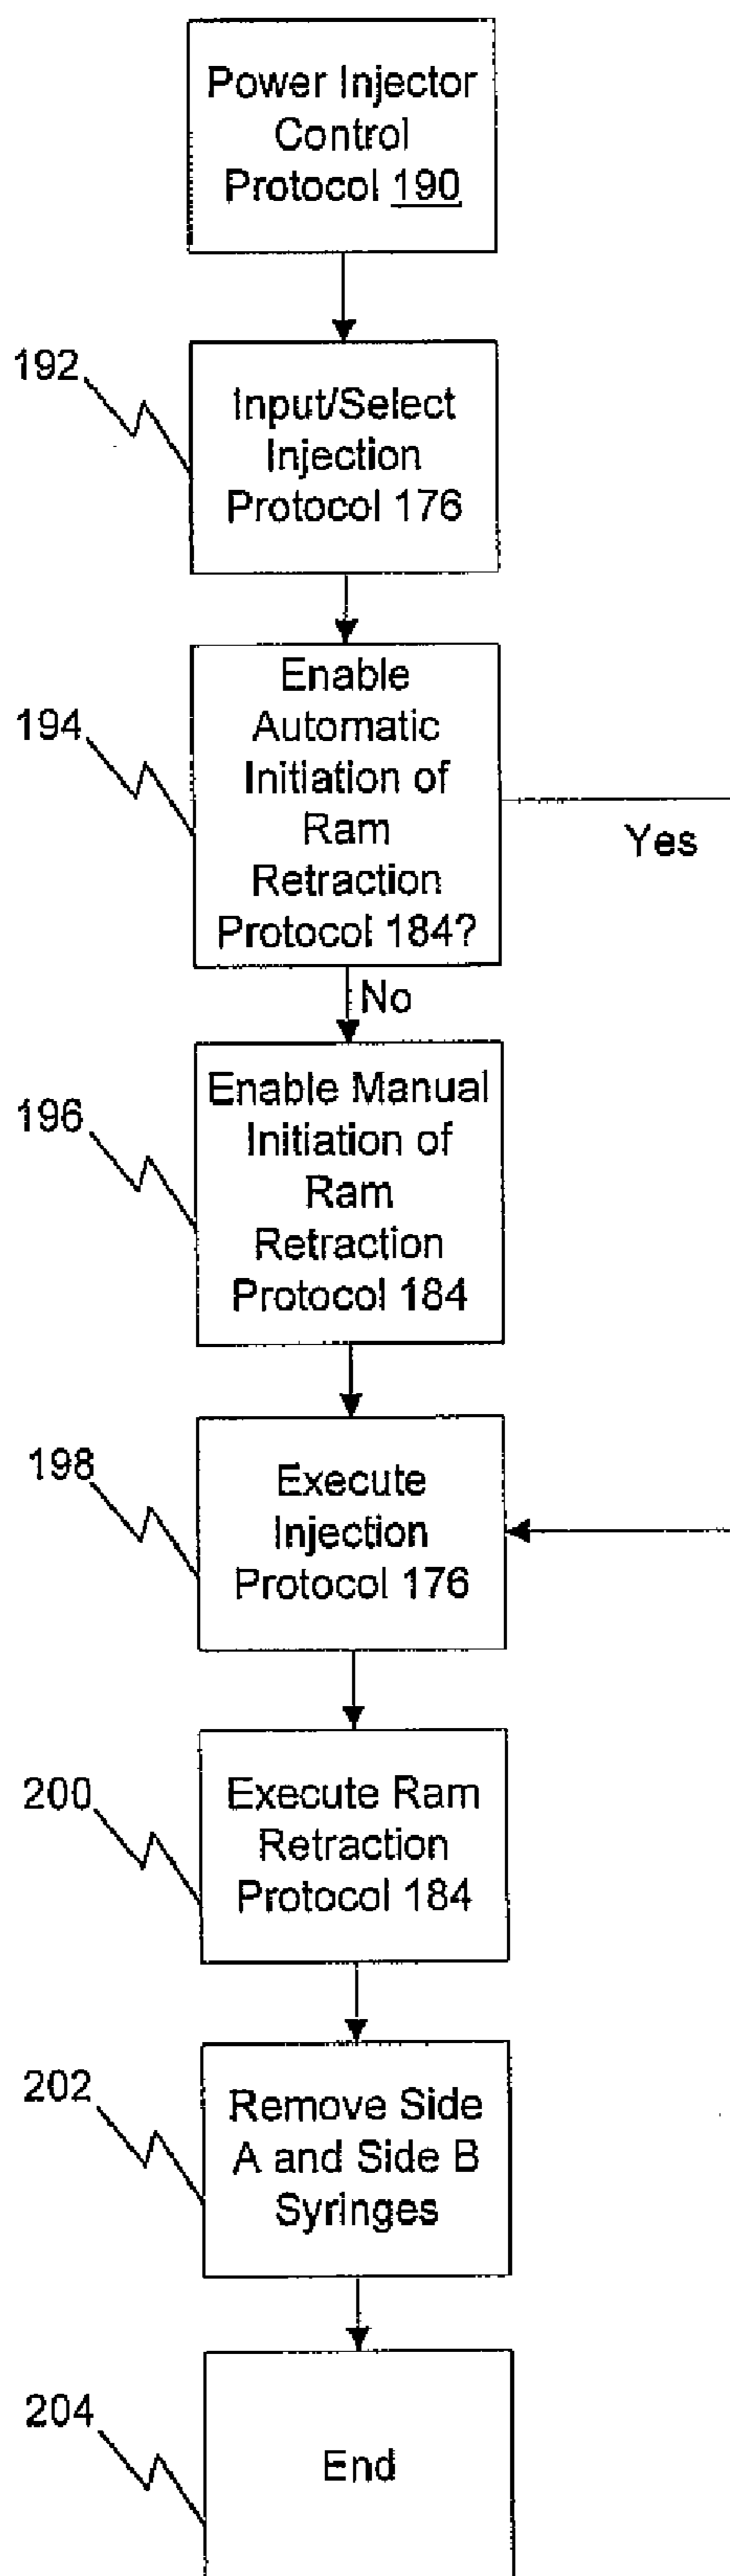 Power Injector
Control
Protocol 190
192
Input/Select
Injection
Protocol 176
194
Enable
Automatic
Initiation of
Ram
Retraction
Protocol 184?
Yes
No
196
Enable Manual
Initiation of
Ram
Retraction
Protocol 184
198
Execute
Injection
Protocol 176
200
Execute Ram
Retraction
Protocol 184
202
Remove Side
A and Side B
Syringes
204
End